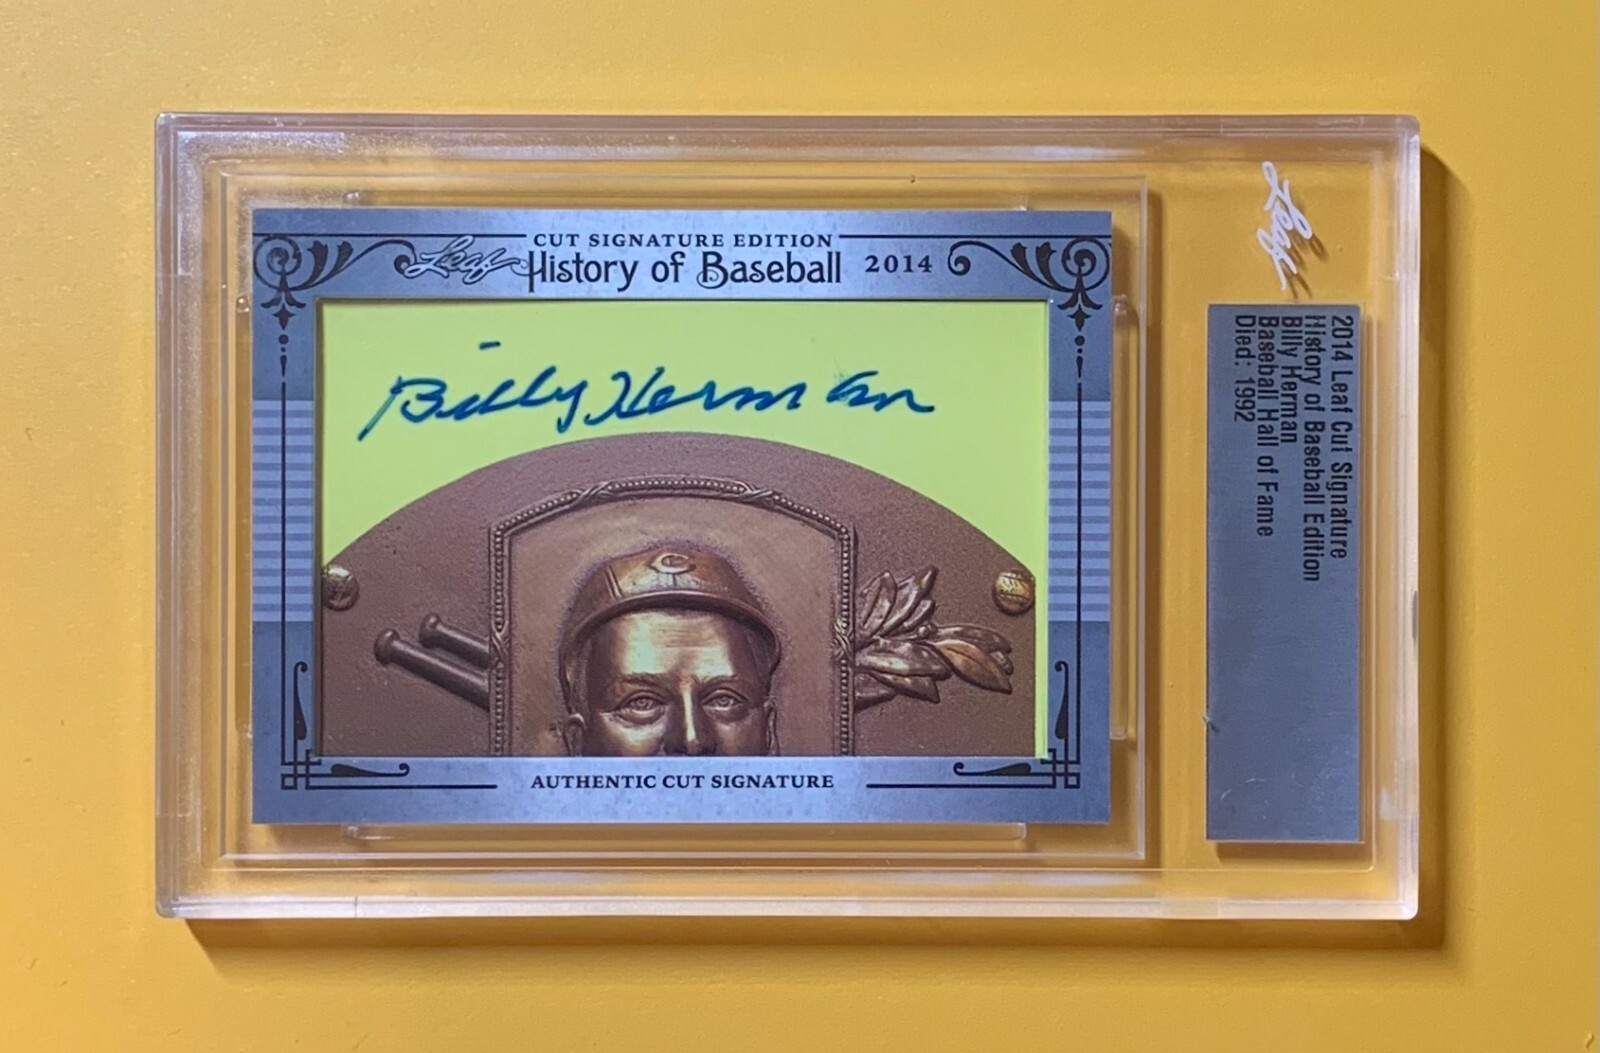 CUT SIGNATURE EDITION
Leaf History of Baseball 2014
Billy Herman
C
AUTHENTIC CUT SIGNATURE
Leaf
2014 Leaf Cut Signature
History of Baseball Edition
Billy Herman
Baseball Hall of Fame
Died: 1992